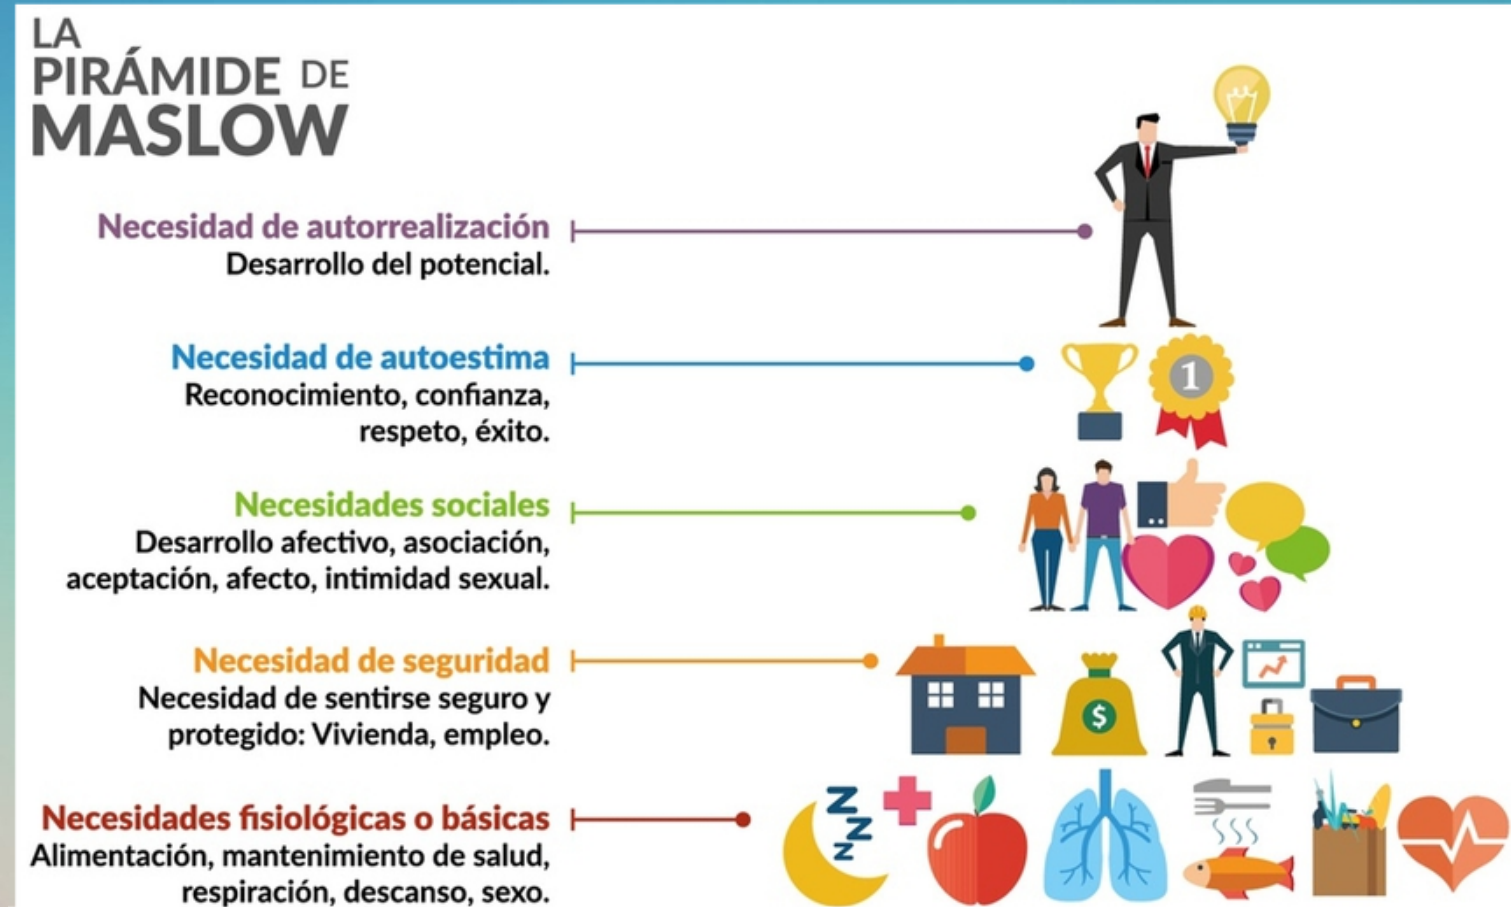 LA
PIRÁMIDE DE
MASLOW
Necesidad de autorrealización
Desarrollo del potencial.
Necesidad de autoestima
Reconocimiento, confianza,
respeto, éxito.
1
Necesidades sociales
Desarrollo afectivo, asociación,
aceptación, afecto, intimidad sexual.
Necesidad de seguridad
Necesidad de sentirse seguro y
protegido: Vivienda, empleo.
$
Necesidades fisiológicas o básicas
Alimentación, mantenimiento de salud,
respiración, descanso, sexo.
Z
Z
Z